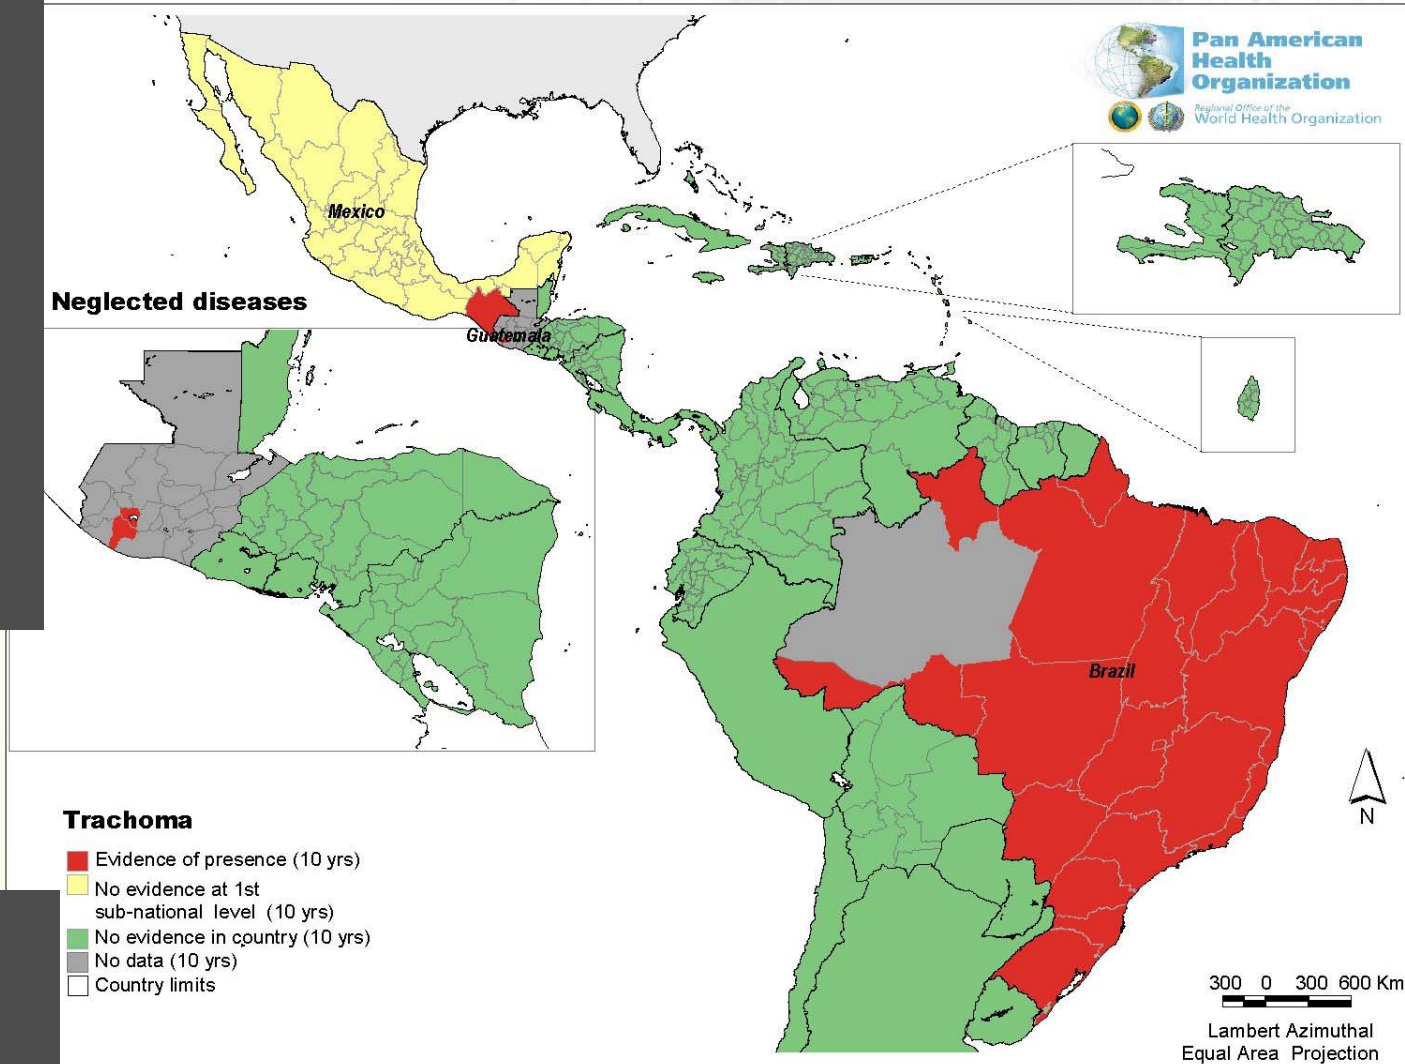 Pan American
Health
Organization
Regional Office of the
World Health Organization
Mexico
Neglected diseases
Guatemala
Brazil
N
Trachoma
Evidence of presence (10 yrs)
No evidence at 1st
sub-national level (10 yrs)
No evidence in country (10 yrs)
No data (10 yrs)
Country limits
300 0 300 600 Km
Lambert Azimuthal
Equal Area Projection